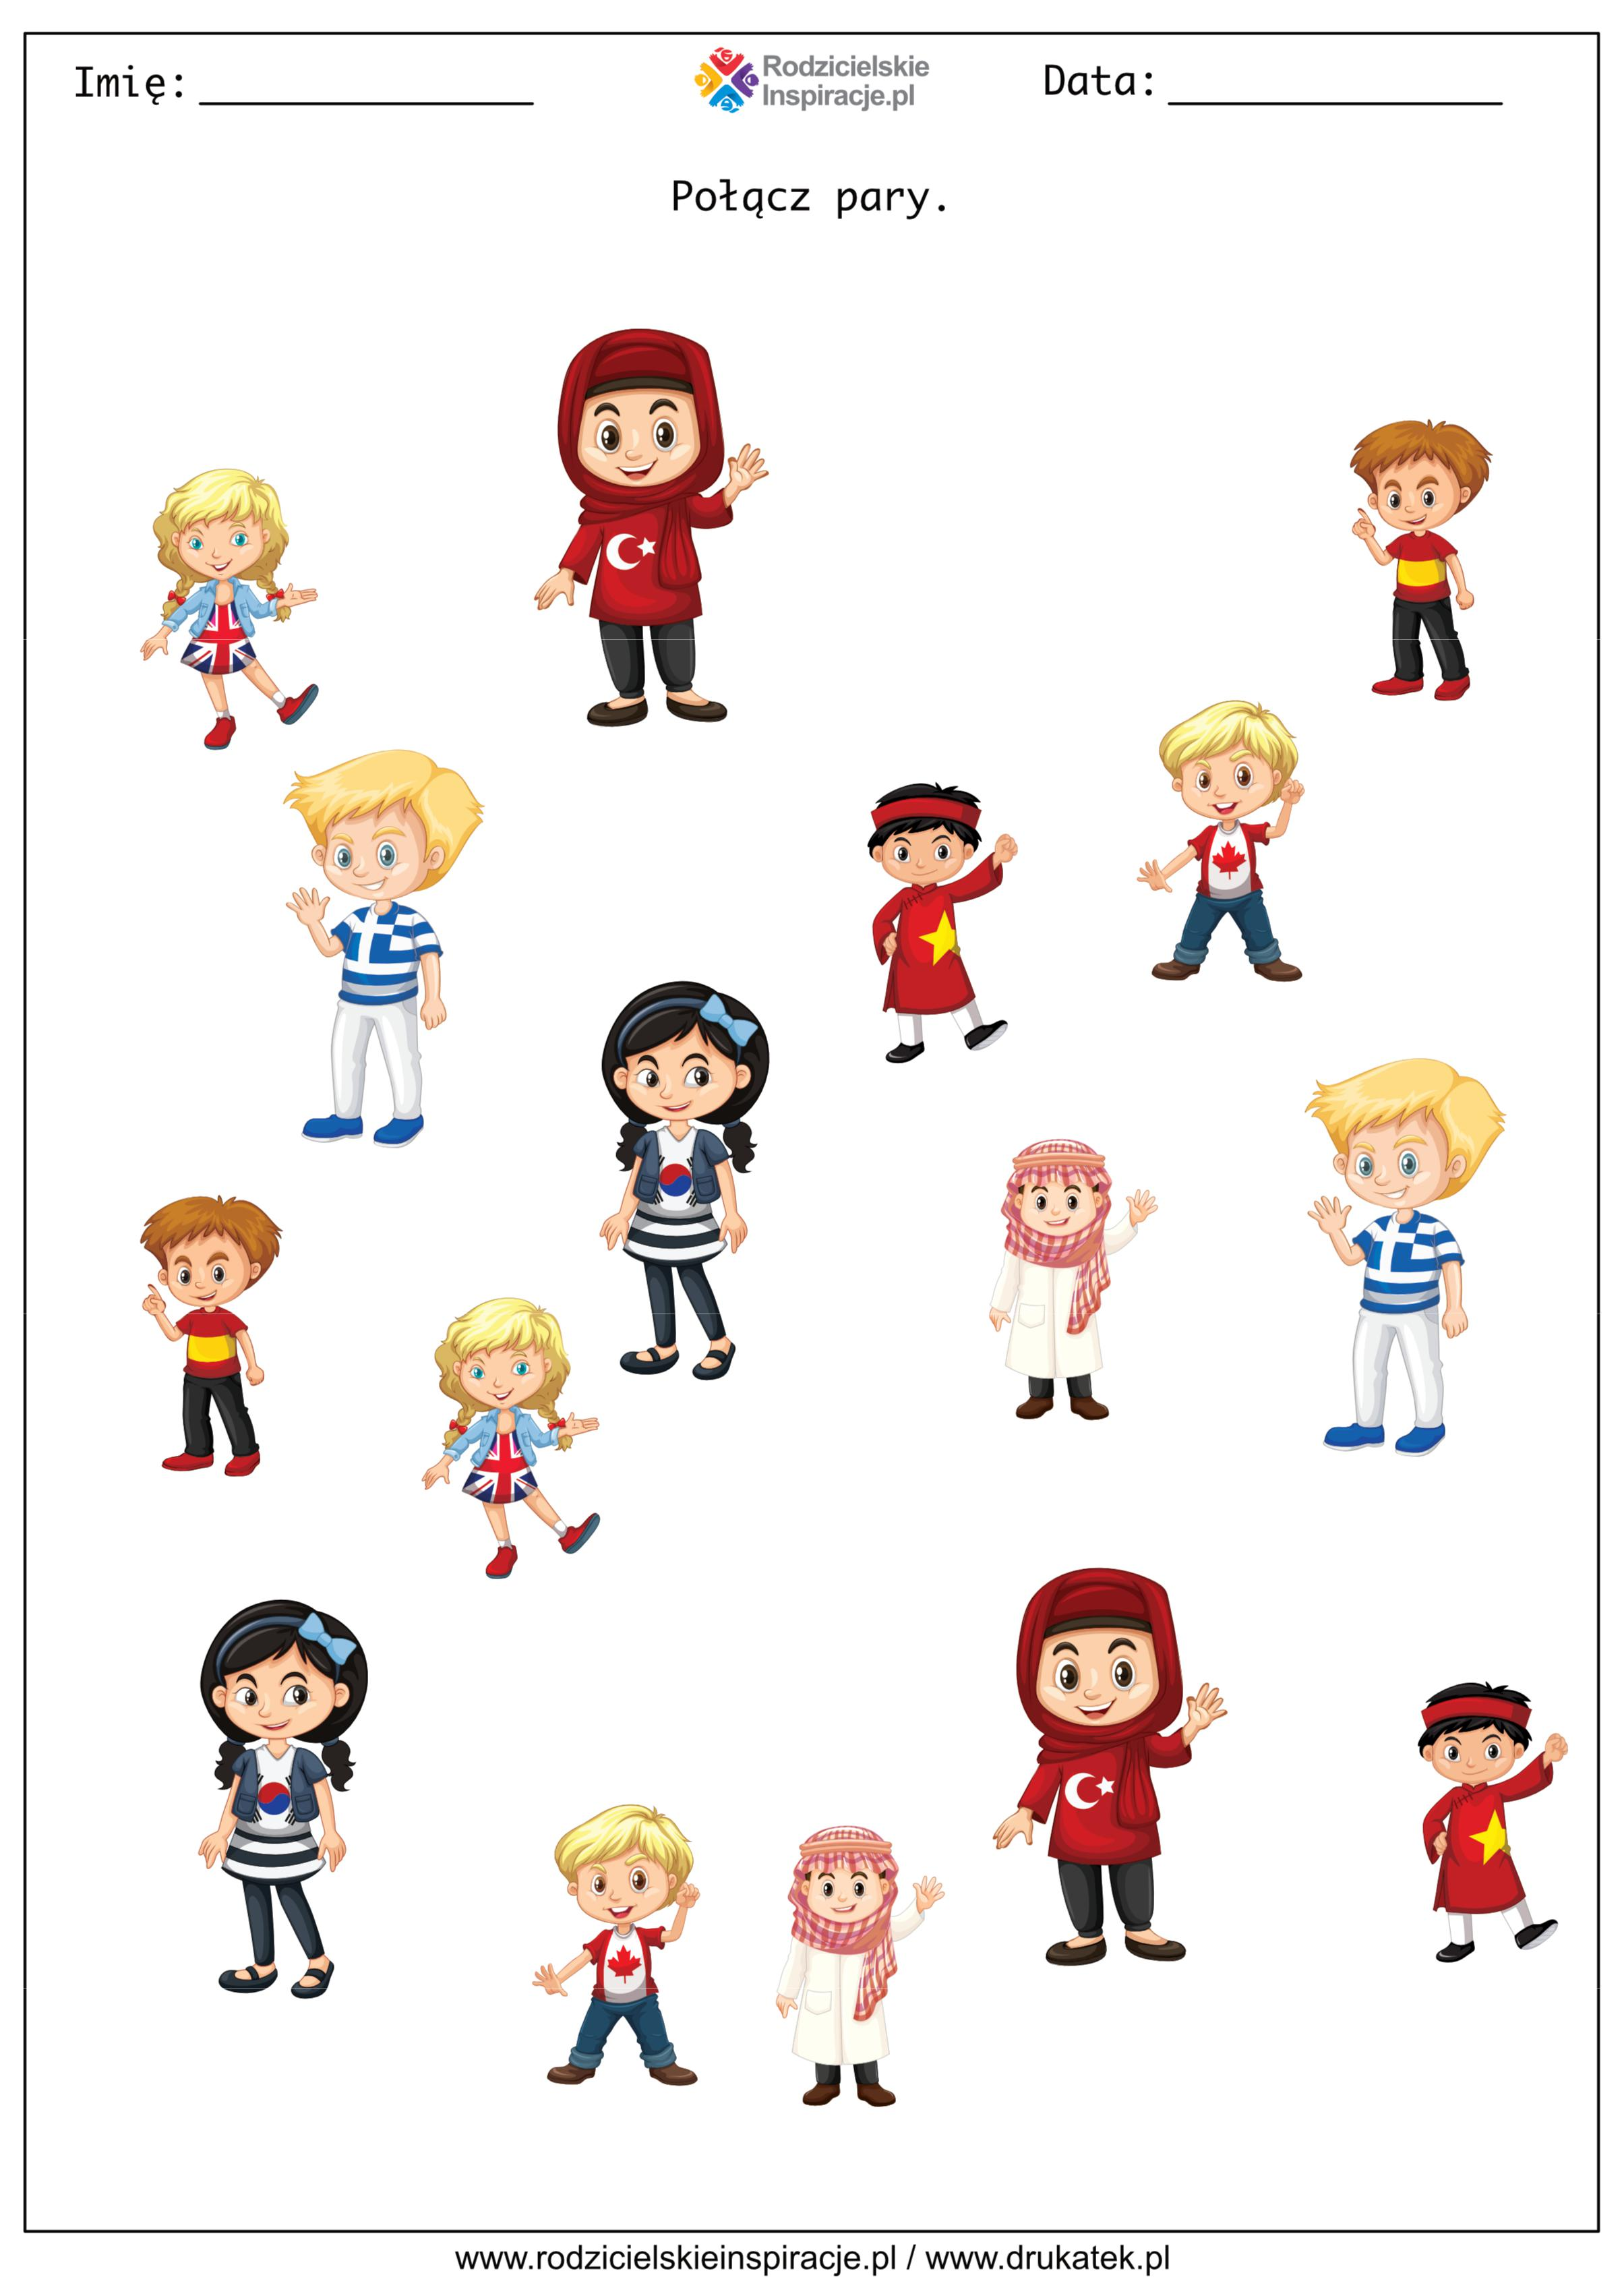 Imię:
Rodzicielskie
Inspiracje.pl
Data:
Połącz pary.
www.rodzicielskieinspiracje.pl / www.drukatek.pl